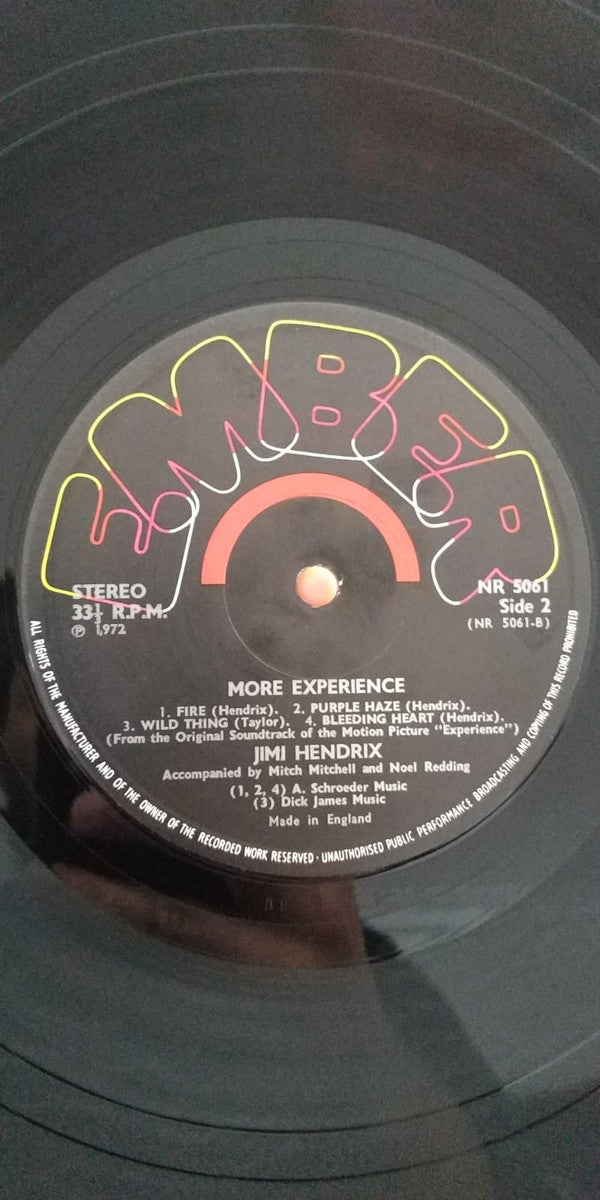 EMBER
STEREO
33⅓ R.P.M.
℗ 1,972
NR 5061
Side 2
(NR 5061-B)
MORE EXPERIENCE
1. FIRE (Hendrix). 2. PURPLE HAZE (Hendrix).
3. WILD THING (Taylor). 4. BLEEDING HEART (Hendrix).
(From the Original Soundtrack of the Motion Picture "Experience")
JIMI HENDRIX
Accompanied by Mitch Mitchell and Noel Redding
(1, 2, 4) A. Schroeder Music
(3) Dick James Music
Made in England
ALL RIGHTS OF THE MANUFACTURER AND OF THE OWNER OF THE RECORDED WORK RESERVED · UNAUTHORISED PUBLIC PERFORMANCE BROADCASTING AND COPYING OF THIS RECORD PROHIBITED